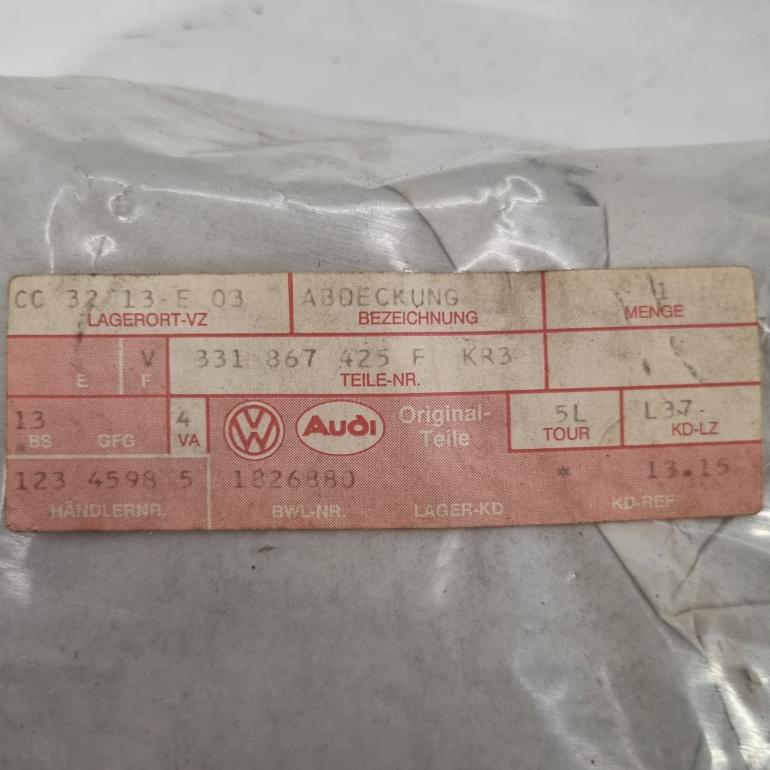 CC 32 13-E 03 ABDECKUNG 1
LAGERORT-VZ BEZEICHNUNG MENGE
V 331 867 425 F KR3
E F TEILE-NR.
13 4 VW Audi Original- 5L L37-
BS GFG VA Teile TOUR KD-LZ
123 4598 5 1826880 * 13.15
HÄNDLERNR. BWL-NR. LAGER-KD KD-REF